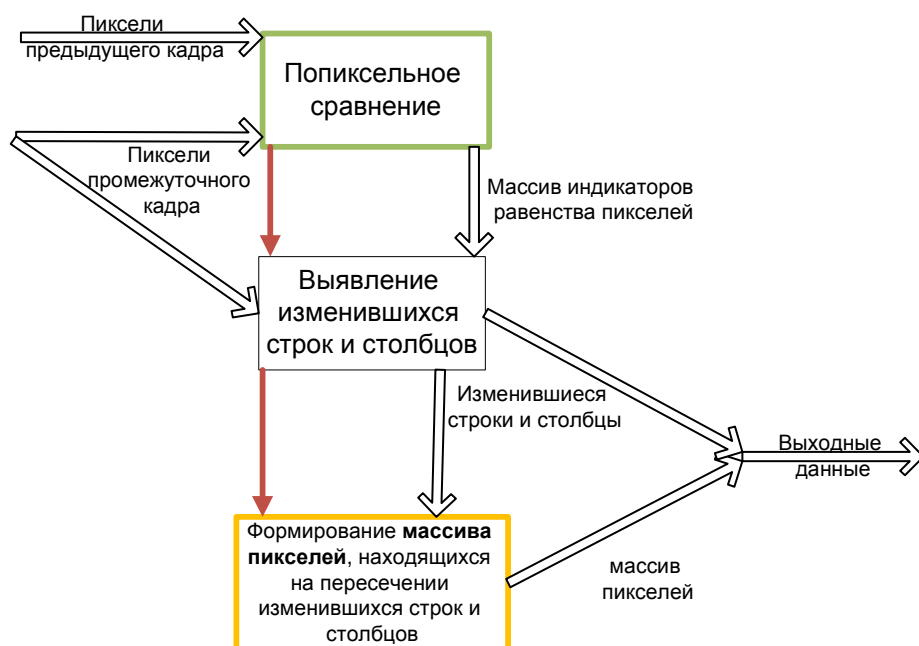 Пиксели
предыдущего кадра
Попиксельное
сравнение
Пиксели
промежуточного
кадра
Массив индикаторов
равенства пикселей
Выявление
изменившихся
строк и столбцов
Изменившиеся
строки и столбцы
Выходные
данные
Формирование массива
пикселей, находящихся
на пересечении
изменившихся строк и
столбцов
массив
пикселей